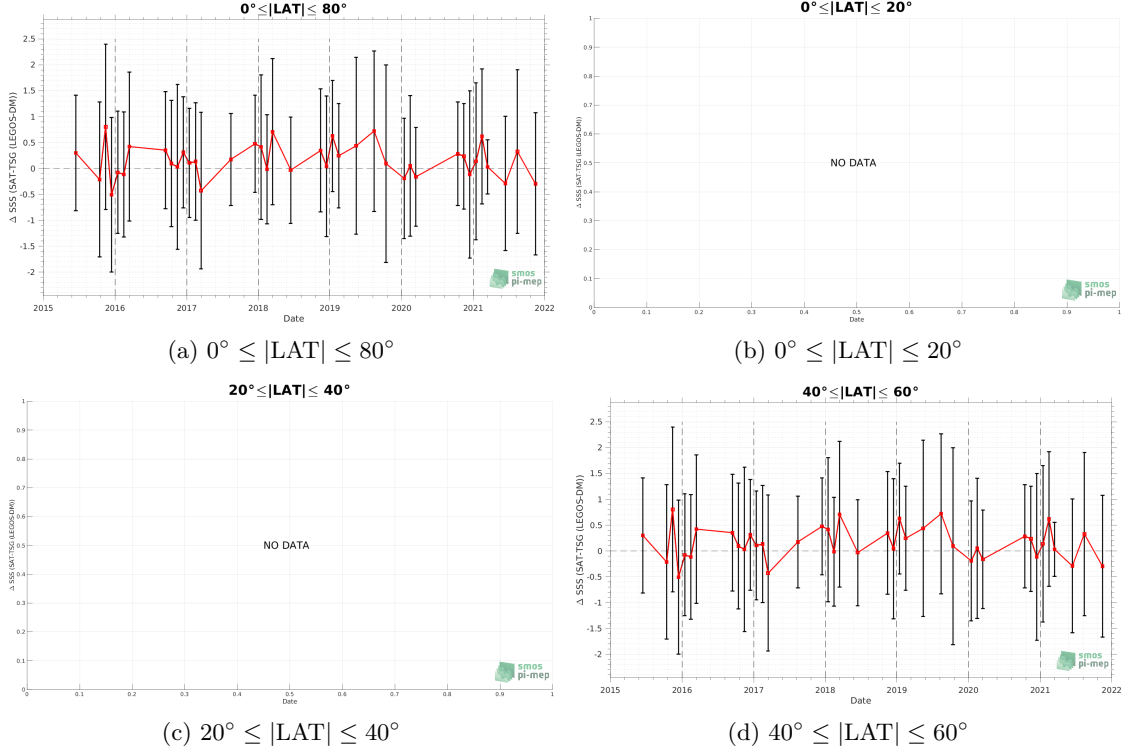 0°≤|LAT|≤ 80°
Δ SSS (SAT-TSG (LEGOS-DM))
2.5
2
1.5
1
0.5
0
-0.5
-1
-1.5
-2
2015 2016 2017 2018 2019 2020 2021 2022
Date
smos
pi-mep
(a) 0° ≤ |LAT| ≤ 80°
0°≤|LAT|≤ 20°
Δ SSS (SAT-TSG (LEGOS-DM))
1
0.9
0.8
0.7
0.6
0.5
0.4
0.3
0.2
0.1
0
NO DATA
0 0.1 0.2 0.3 0.4 0.5 0.6 0.7 0.8 0.9 1
Date
smos
pi-mep
(b) 0° ≤ |LAT| ≤ 20°
20°≤|LAT|≤ 40°
Δ SSS (SAT-TSG (LEGOS-DM))
1
0.9
0.8
0.7
0.6
0.5
0.4
0.3
0.2
0.1
0
NO DATA
0 0.1 0.2 0.3 0.4 0.5 0.6 0.7 0.8 0.9 1
Date
smos
pi-mep
(c) 20° ≤ |LAT| ≤ 40°
40°≤|LAT|≤ 60°
Δ SSS (SAT-TSG (LEGOS-DM))
2.5
2
1.5
1
0.5
0
-0.5
-1
-1.5
-2
2015 2016 2017 2018 2019 2020 2021 2022
Date
smos
pi-mep
(d) 40° ≤ |LAT| ≤ 60°